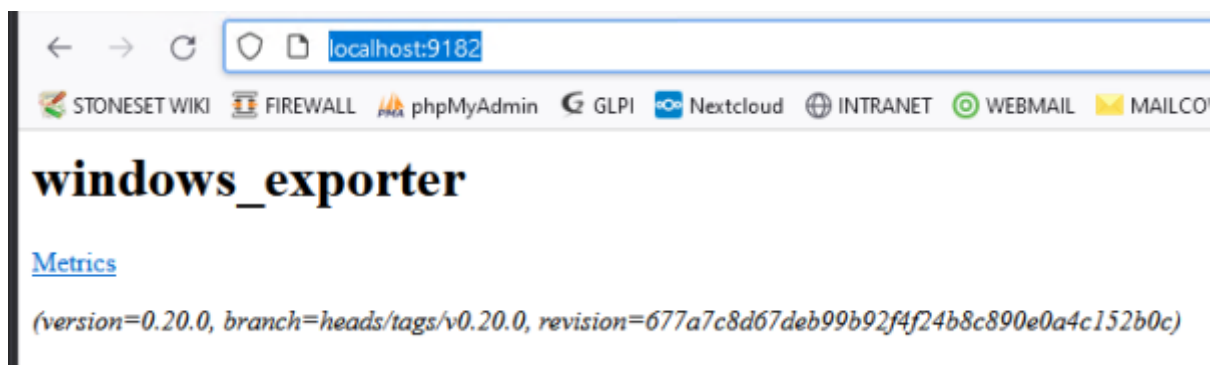 localhost:9182
STONESET WIKI FIREWALL phpMyAdmin GLPI Nextcloud INTRANET WEBMAIL MAILCO
windows_exporter
Metrics
(version=0.20.0, branch=heads/tags/v0.20.0, revision=677a7c8d67deb99b92f4f24b8c890e0a4c152b0c)